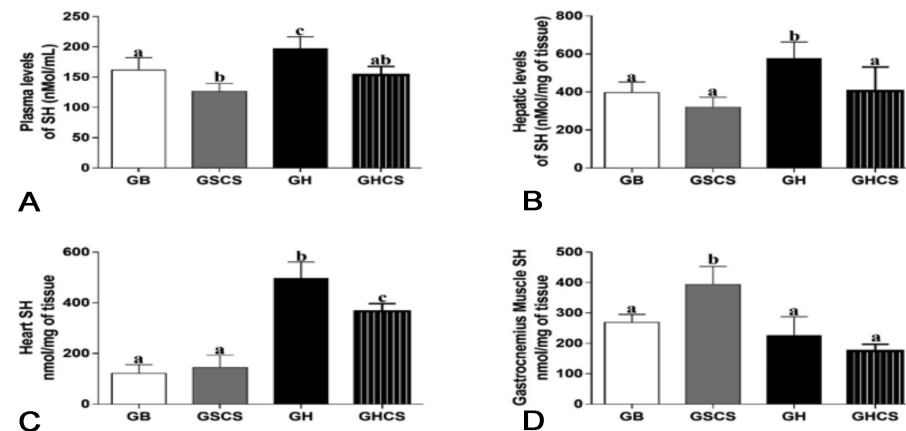 Plasma levels
of SH (nMol/mL)
250
200
150
100
50
0
a
b
c
ab
GB GSCS GH GHCS
A
Hepatic levels
of SH (nMol/mg of tissue)
800
600
400
200
0
a
a
b
a
GB GSCS GH GHCS
B
Heart SH
nmol/mg of tissue
600
400
200
0
a
a
b
c
GB GSCS GH GHCS
C
Gastrocnemius Muscle SH
nmol/mg of tissue
500
400
300
200
100
0
a
b
a
a
GB GSCS GH GHCS
D